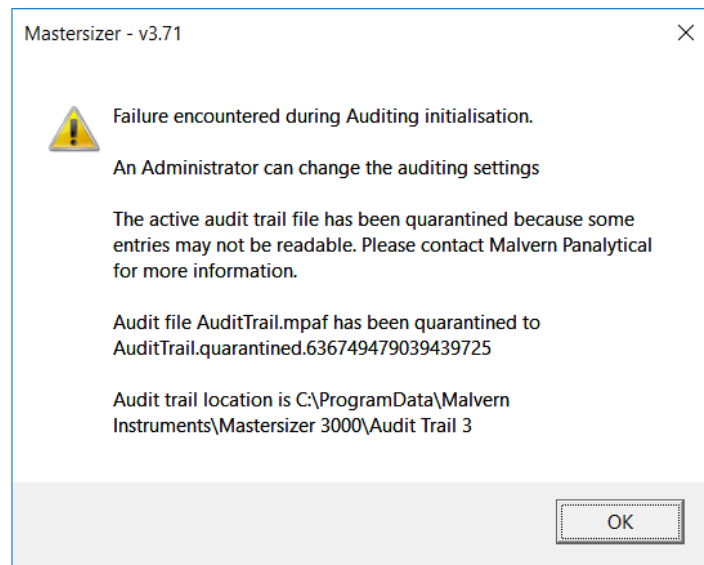 Mastersizer - v3.71
Failure encountered during Auditing initialisation.
An Administrator can change the auditing settings
The active audit trail file has been quarantined because some
entries may not be readable. Please contact Malvern Panalytical
for more information.
Audit file AuditTrail.mpaf has been quarantined to
AuditTrail.quarantined.636749479039439725
Audit trail location is C:\ProgramData\Malvern
Instruments\Mastersizer 3000\Audit Trail 3
OK